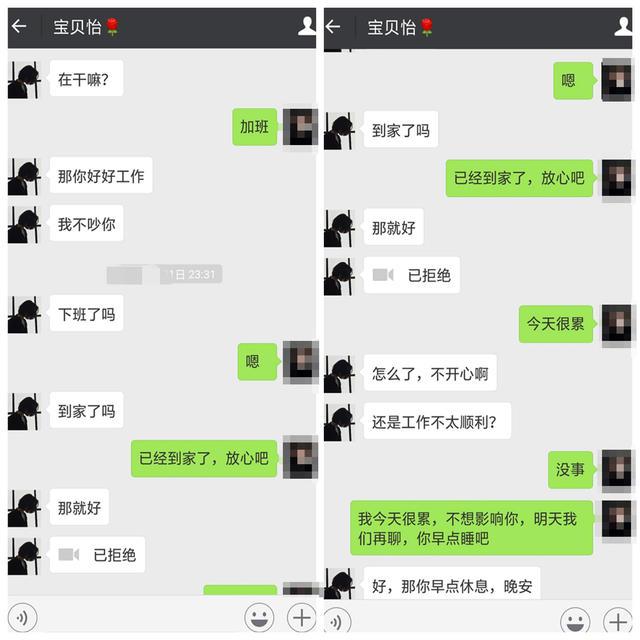 宝贝怡🌹
在干嘛?
加班
那你好好工作
我不吵你
1日 23:31
下班了吗
嗯
到家了吗
已经到家了，放心吧
那就好
已拒绝
宝贝怡🌹
嗯
到家了吗
已经到家了，放心吧
那就好
已拒绝
今天很累
怎么了，不开心啊
还是工作不太顺利?
没事
我今天很累，不想影响你，明天我
们再聊，你早点睡吧
好，那你早点休息，晚安